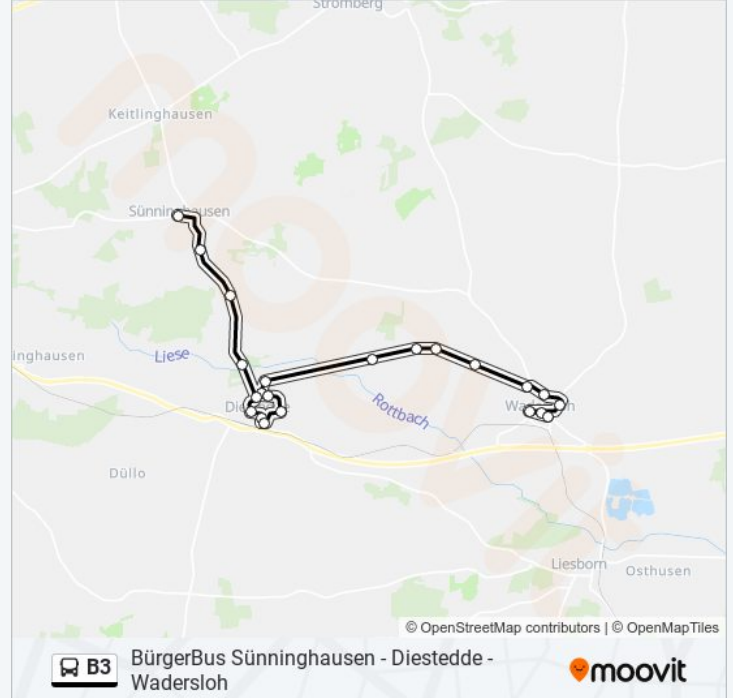 Stromberg
Keitlinghausen
Sünninghausen
inghausen
Liese
Rottbach
Düllo
Liesborn
Osthusen
© OpenStreetMap contributors | © OpenMapTiles
B3
BürgerBus Sünninghausen - Diestedde -
Wadersloh
moovit